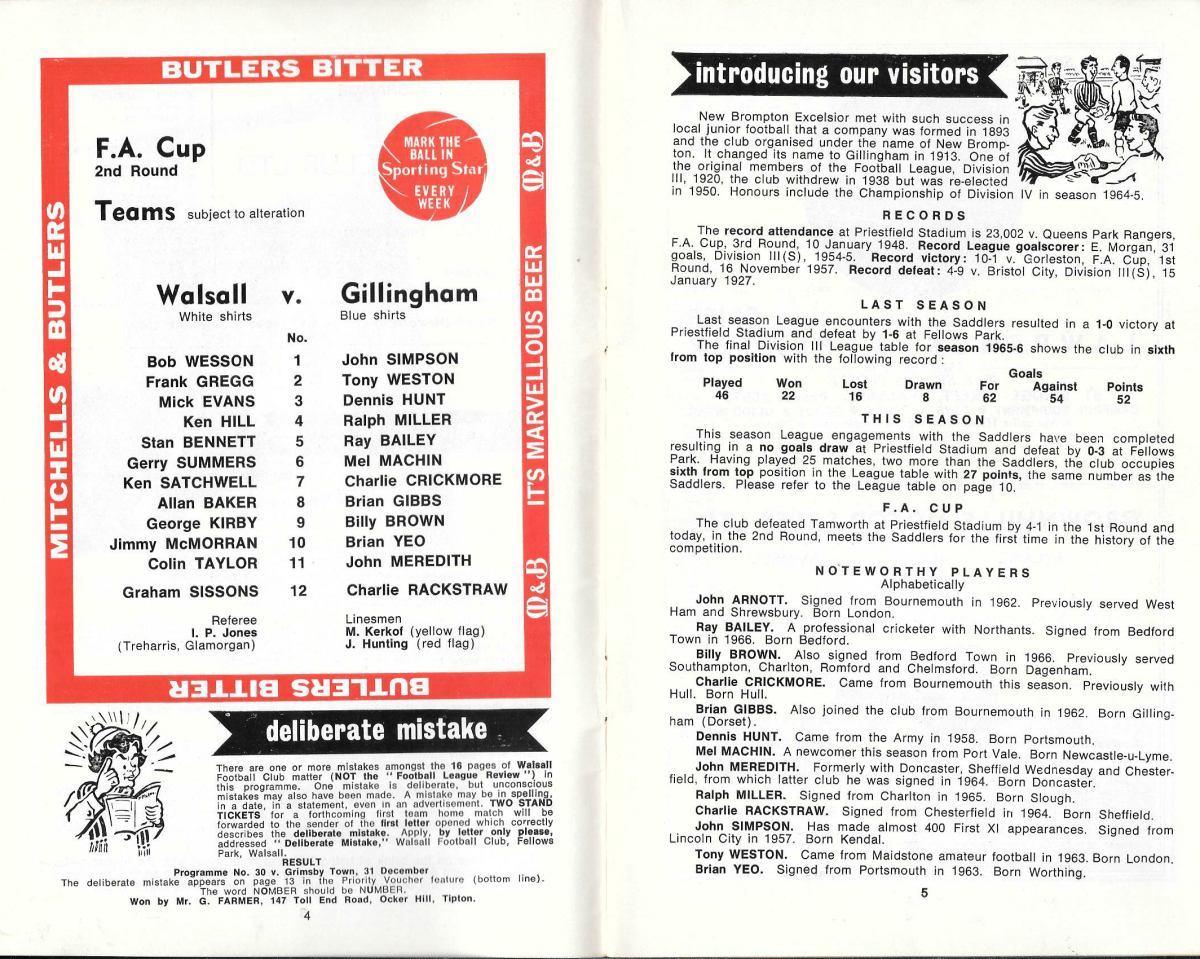 BUTLERS BITTER
MITCHELLS & BUTLERS
IT'S MARVELLOUS BEER
M&B
M&B
F.A. Cup
2nd Round
MARK THE
BALL IN
Sporting Star
EVERY
WEEK
Teams subject to alteration
Walsall v. Gillingham
White shirts Blue shirts
No.
Bob WESSON 1 John SIMPSON
Frank GREGG 2 Tony WESTON
Mick EVANS 3 Dennis HUNT
Ken HILL 4 Ralph MILLER
Stan BENNETT 5 Ray BAILEY
Gerry SUMMERS 6 Mel MACHIN
Ken SATCHWELL 7 Charlie CRICKMORE
Allan BAKER 8 Brian GIBBS
George KIRBY 9 Billy BROWN
Jimmy McMORRAN 10 Brian YEO
Colin TAYLOR 11 John MEREDITH
Graham SISSONS 12 Charlie RACKSTRAW
Referee Linesmen
I. P. Jones M. Kerkof (yellow flag)
(Treharris, Glamorgan) J. Hunting (red flag)
BUTLERS BITTER
deliberate mistake
There are one or more mistakes amongst the 16 pages of Walsall
Football Club matter (NOT the "Football League Review") in
this programme. One mistake is deliberate, but unconscious
mistakes may also have been made. A mistake may be in spelling,
in a date, in a statement, even in an advertisement. TWO STAND
TICKETS for a forthcoming first team home match will be
forwarded to the sender of the first letter opened which correctly
describes the deliberate mistake. Apply, by letter only please,
addressed "Deliberate Mistake," Walsall Football Club, Fellows
Park, Walsall.
RESULT
Programme No. 30 v. Grimsby Town, 31 December
The deliberate mistake appears on page 13 in the Priority Voucher feature (bottom line).
The word NOMBER should be NUMBER.
Won by Mr. G. FARMER, 147 Toll End Road, Ocker Hill, Tipton.
4
introducing our visitors
New Brompton Excelsior met with such success in
local junior football that a company was formed in 1893
and the club organised under the name of New Bromp-
ton. It changed its name to Gillingham in 1913. One of
the original members of the Football League, Division
III, 1920, the club withdrew in 1938 but was re-elected
in 1950. Honours include the Championship of Division IV in season 1964-5.
RECORDS
The record attendance at Priestfield Stadium is 23,002 v. Queens Park Rangers,
F.A. Cup, 3rd Round, 10 January 1948. Record League goalscorer: E. Morgan, 31
goals, Division III(S), 1954-5. Record victory: 10-1 v. Gorleston, F.A. Cup, 1st
Round, 16 November 1957. Record defeat: 4-9 v. Bristol City, Division III(S), 15
January 1927.
LAST SEASON
Last season League encounters with the Saddlers resulted in a 1-0 victory at
Priestfield Stadium and defeat by 1-6 at Fellows Park.
The final Division III League table for season 1965-6 shows the club in sixth
from top position with the following record:
Goals
Played Won Lost Drawn For Against Points
46 22 16 8 62 54 52
THIS SEASON
This season League engagements with the Saddlers have been completed
resulting in a no goals draw at Priestfield Stadium and defeat by 0-3 at Fellows
Park. Having played 25 matches, two more than the Saddlers, the club occupies
sixth from top position in the League table with 27 points, the same number as the
Saddlers. Please refer to the League table on page 10.
F.A. CUP
The club defeated Tamworth at Priestfield Stadium by 4-1 in the 1st Round and
today, in the 2nd Round, meets the Saddlers for the first time in the history of the
competition.
NOTEWORTHY PLAYERS
Alphabetically
John ARNOTT. Signed from Bournemouth in 1962. Previously served West
Ham and Shrewsbury. Born London.
Ray BAILEY. A professional cricketer with Northants. Signed from Bedford
Town in 1966. Born Bedford.
Billy BROWN. Also signed from Bedford Town in 1966. Previously served
Southampton, Charlton, Romford and Chelmsford. Born Dagenham.
Charlie CRICKMORE. Came from Bournemouth this season. Previously with
Hull. Born Hull.
Brian GIBBS. Also joined the club from Bournemouth in 1962. Born Gilling-
ham (Dorset).
Dennis HUNT. Came from the Army in 1958. Born Portsmouth.
Mel MACHIN. A newcomer this season from Port Vale. Born Newcastle-u-Lyme.
John MEREDITH. Formerly with Doncaster, Sheffield Wednesday and Chester-
field, from which latter club he was signed in 1964. Born Doncaster.
Ralph MILLER. Signed from Charlton in 1965. Born Slough.
Charlie RACKSTRAW. Signed from Chesterfield in 1964. Born Sheffield.
John SIMPSON. Has made almost 400 First XI appearances. Signed from
Lincoln City in 1957. Born Kendal.
Tony WESTON. Came from Maidstone amateur football in 1963. Born London.
Brian YEO. Signed from Portsmouth in 1963. Born Worthing.
5